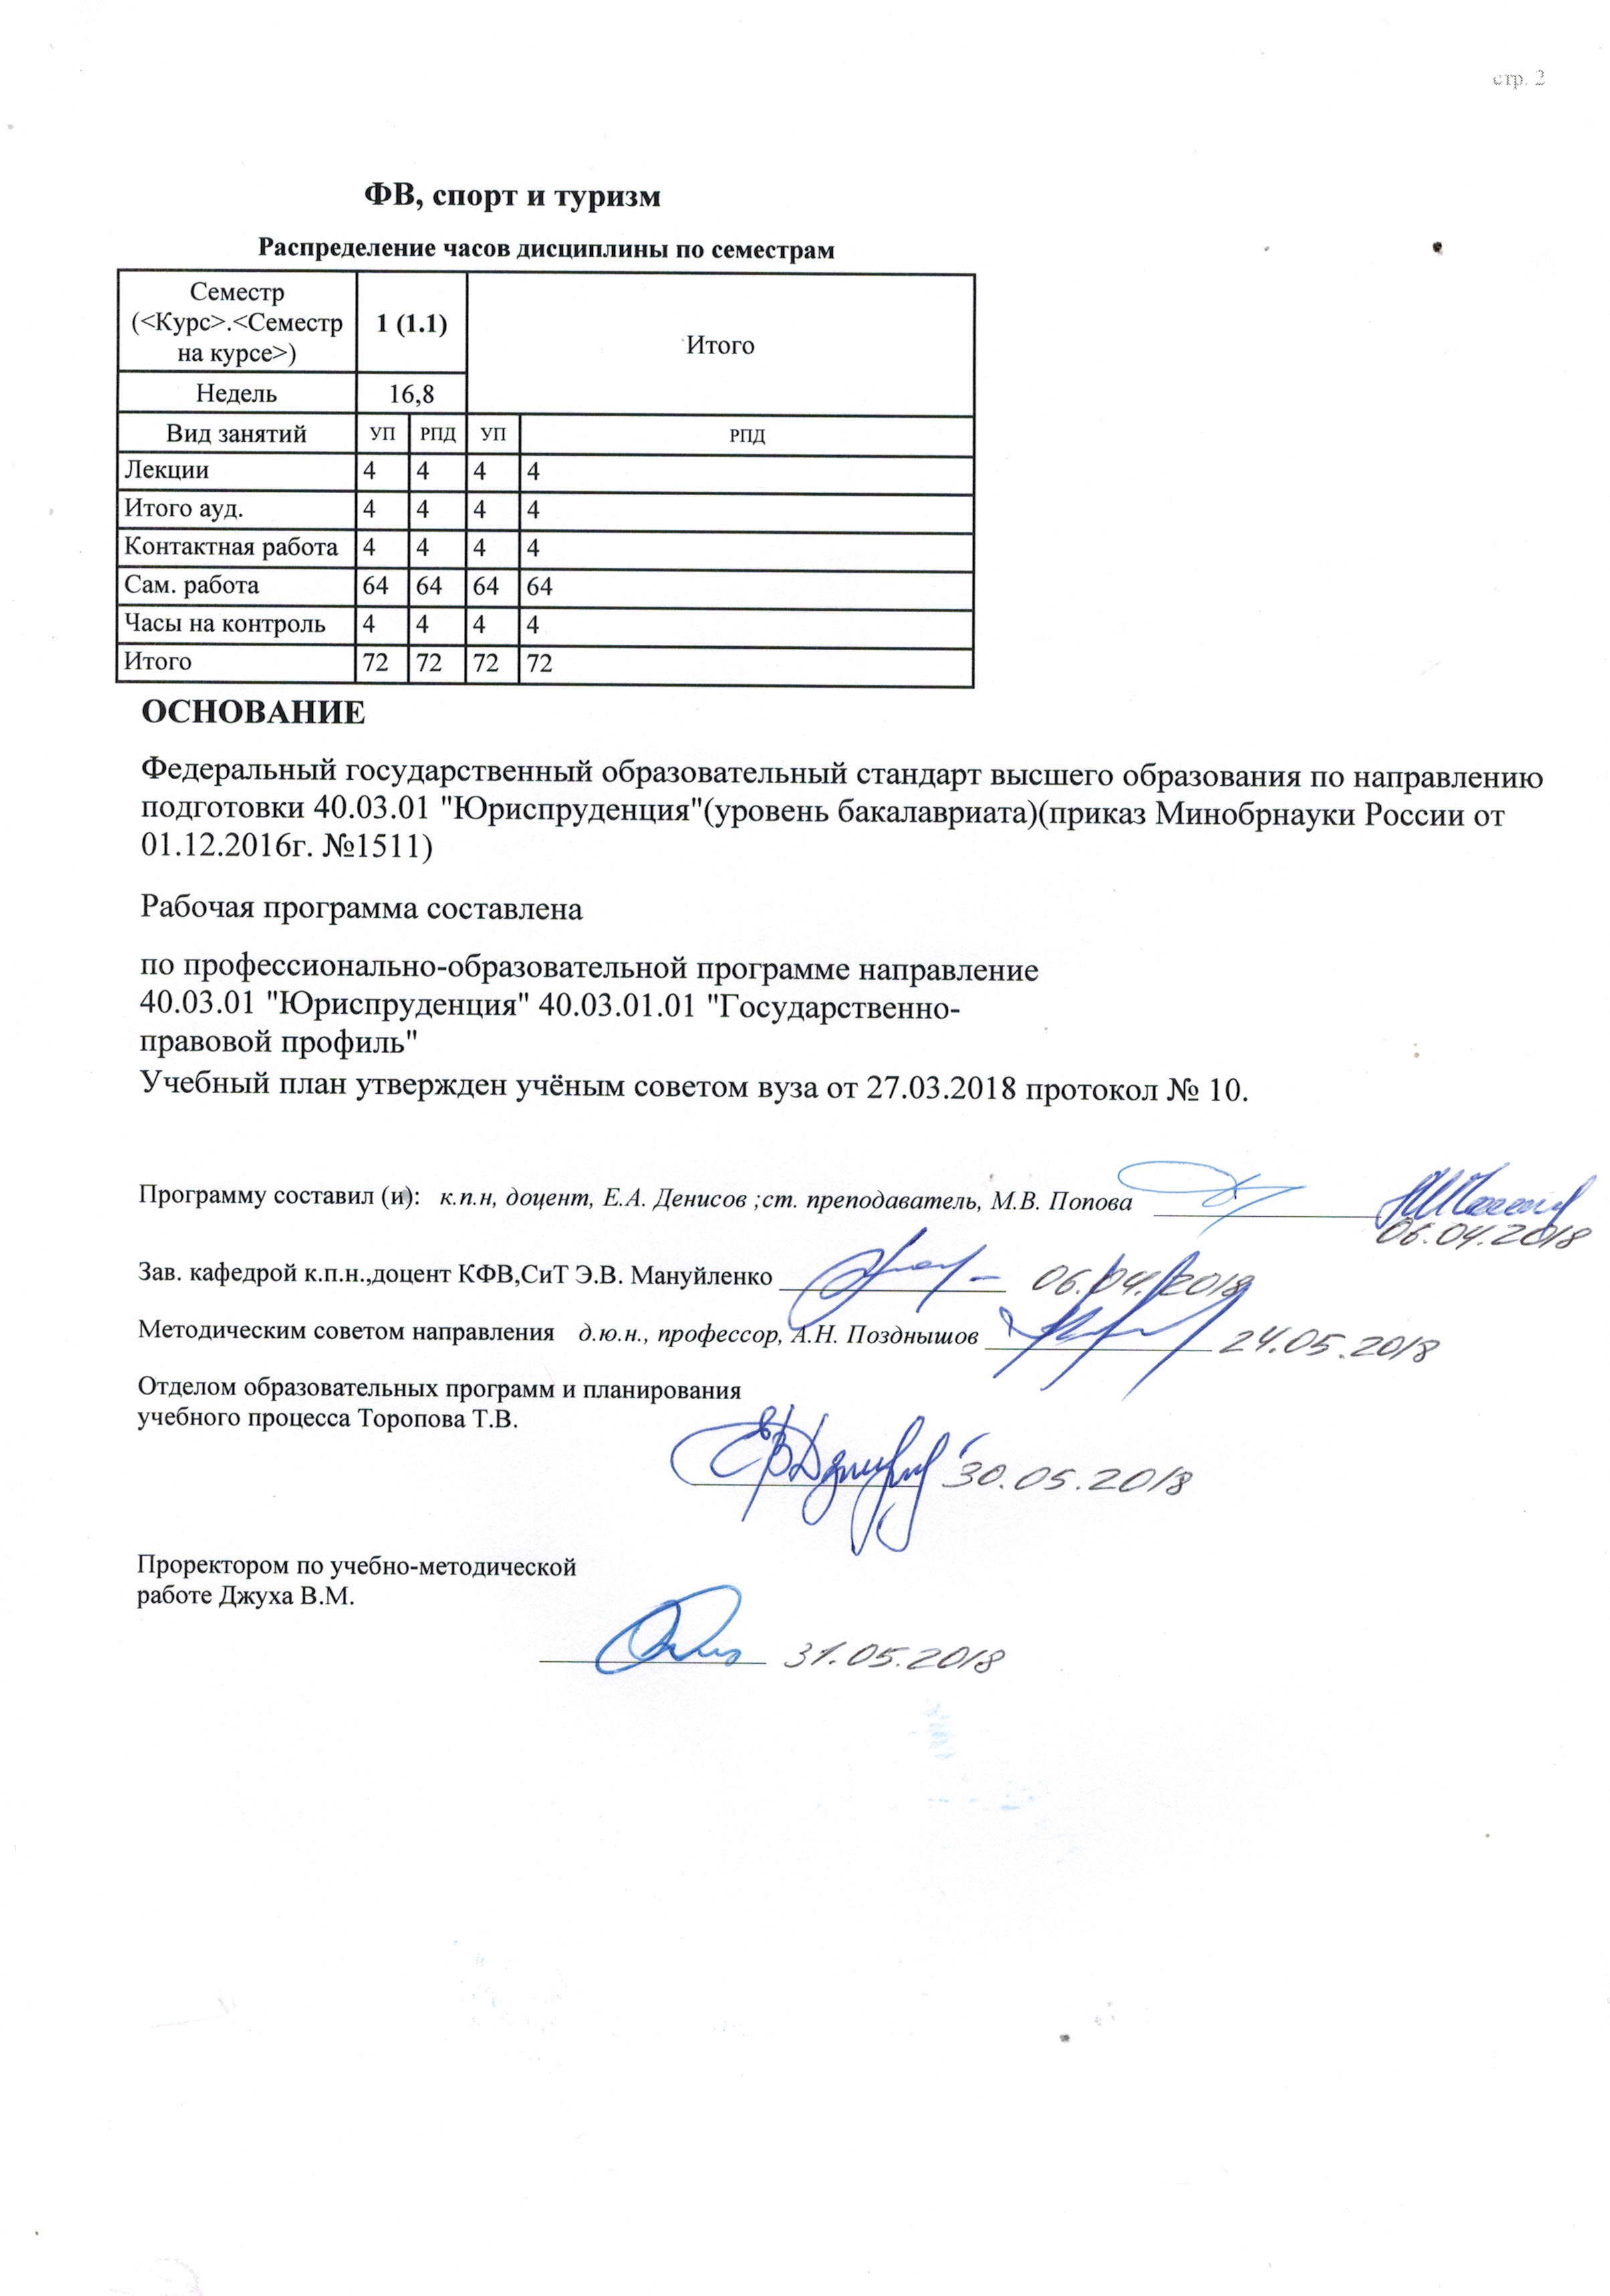 стр. 2
ФВ, спорт и туризм
Распределение часов дисциплины по семестрам
Семестр
(<Курс>.<Семестр
на курсе>)
1 (1.1)
Итого
Недель 16,8
Вид занятий УП РПД УП РПД
Лекции 4 4 4 4
Итого ауд. 4 4 4 4
Контактная работа 4 4 4 4
Сам. работа 64 64 64 64
Часы на контроль 4 4 4 4
Итого 72 72 72 72
ОСНОВАНИЕ
Федеральный государственный образовательный стандарт высшего образования по направлению
подготовки 40.03.01 "Юриспруденция"(уровень бакалавриата)(приказ Минобрнауки России от
01.12.2016г. №1511)
Рабочая программа составлена
по профессионально-образовательной программе направление
40.03.01 "Юриспруденция" 40.03.01.01 "Государственно-
правовой профиль"
Учебный план утвержден учёным советом вуза от 27.03.2018 протокол № 10.
Программу составил (и): к.п.н, доцент, Е.А. Денисов ;ст. преподаватель, М.В. Попова
06.04.2018
Зав. кафедрой к.п.н.,доцент КФВ,СиТ Э.В. Мануйленко 06.04.2018
Методическим советом направления д.ю.н., профессор, А.Н. Позднышов 24.05.2018
Отделом образовательных программ и планирования
учебного процесса Торопова Т.В.
30.05.2018
Проректором по учебно-методической
работе Джуха В.М.
31.05.2018